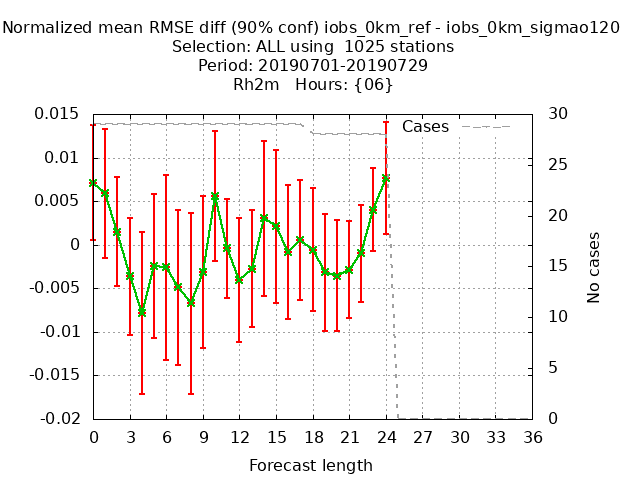 Normalized mean RMSE diff (90% conf) iobs_0km_ref - iobs_0km_sigmao120
Selection: ALL using  1025 stations
Period: 20190701-20190729
Rh2m   Hours: {06}
0.015
0.01
0.005
0
-0.005
-0.01
-0.015
-0.02
Cases
30
25
20
15
10
5
0
No cases
0 3 6 9 12 15 18 21 24 27 30 33 36
Forecast length